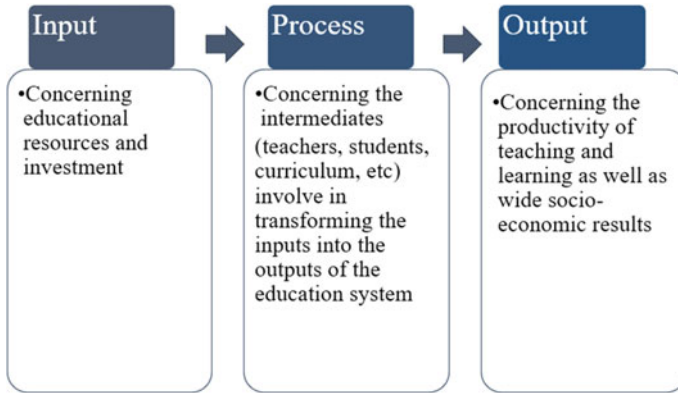 Input
Process
Output
•Concerning
educational
resources and
investment
•Concerning the
intermediates
(teachers, students,
curriculum, etc)
involve in
transforming the
inputs into the
outputs of the
education system
•Concerning the
productivity of
teaching and
learning as well as
wide socio-
economic results